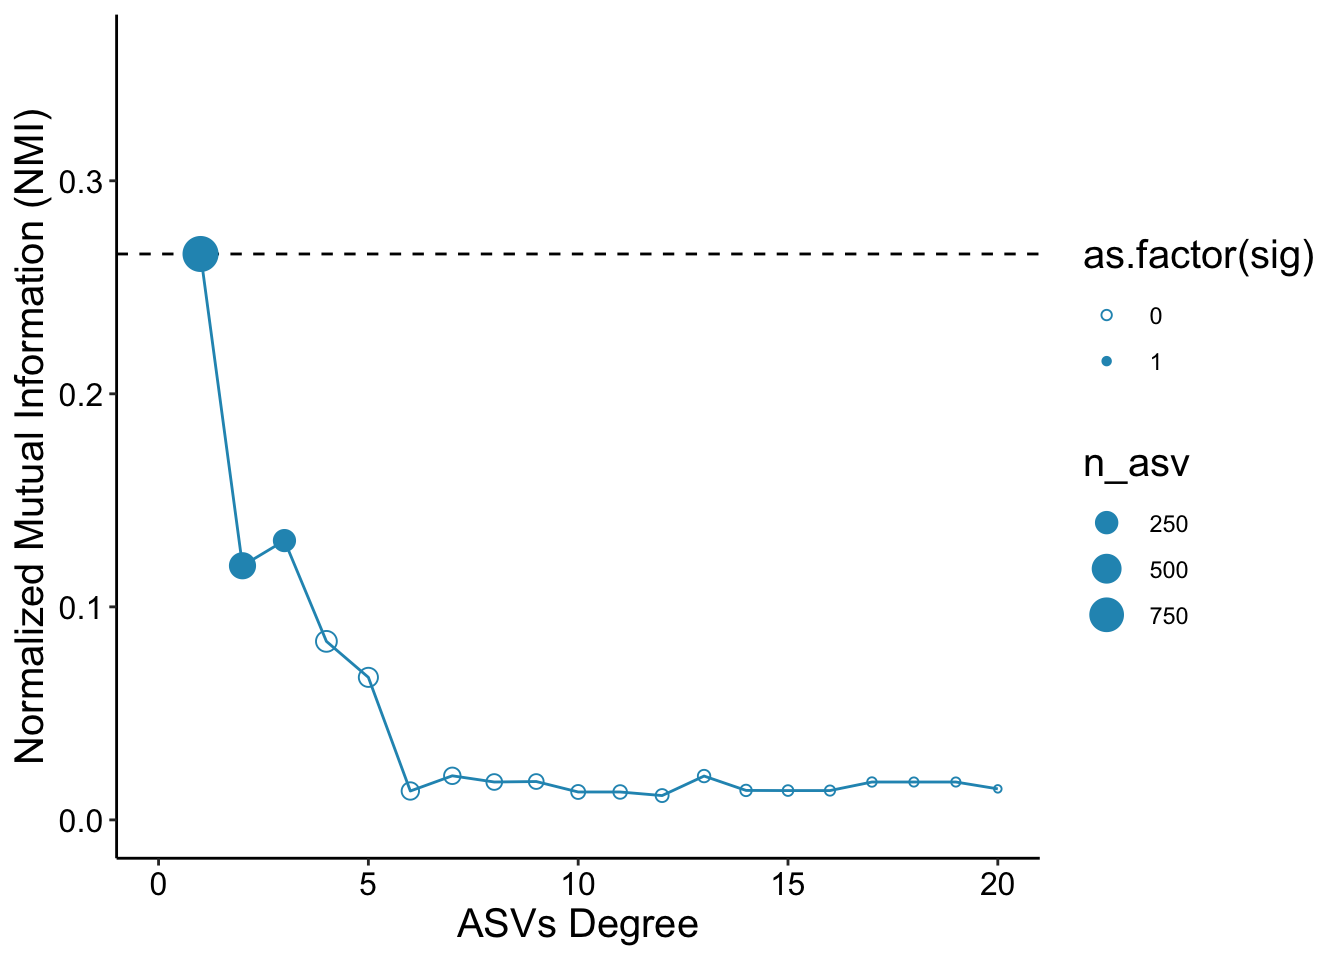 Normalized Mutual Information (NMI)
0.3
0.2
0.1
0.0
0 5 10 15 20
ASVs Degree
as.factor(sig)
0
1
n_asv
250
500
750